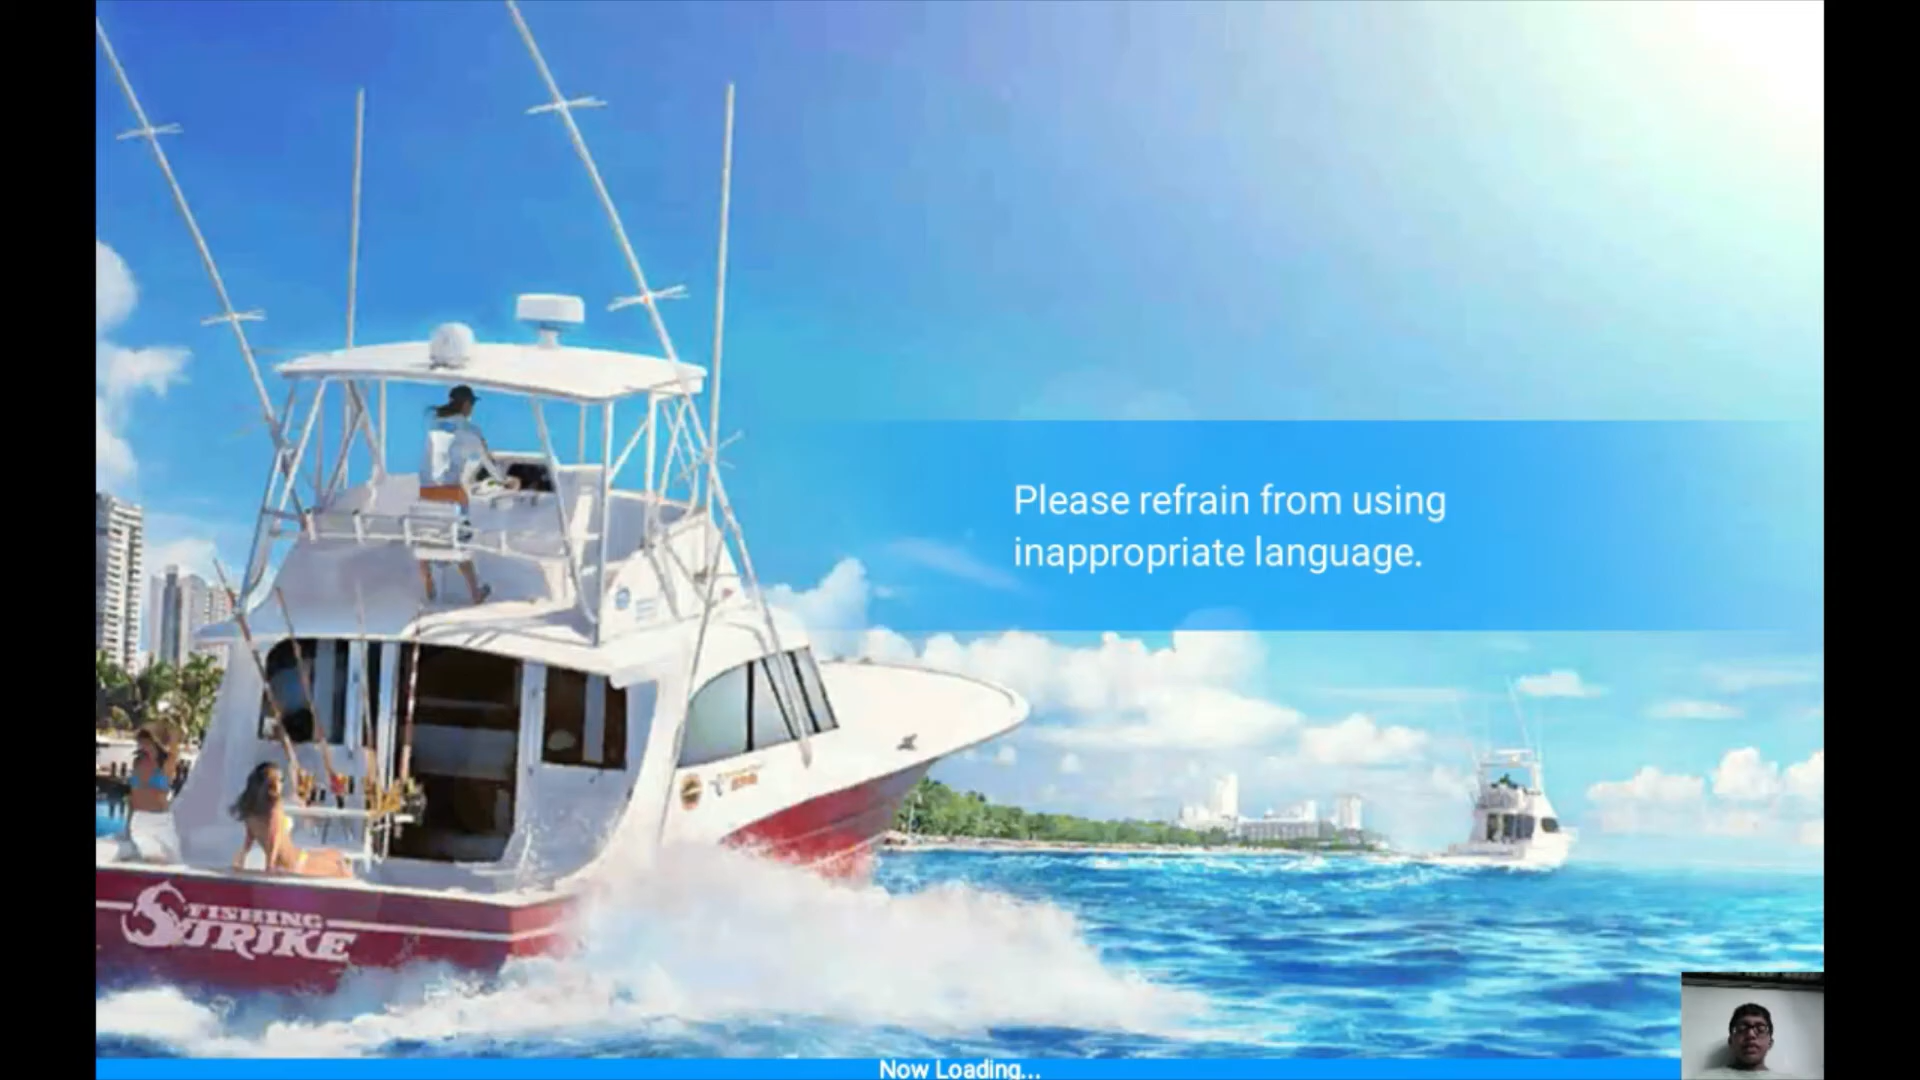 Please refrain from using
inappropriate language.
FISHING
STRIKE
Now Loading...